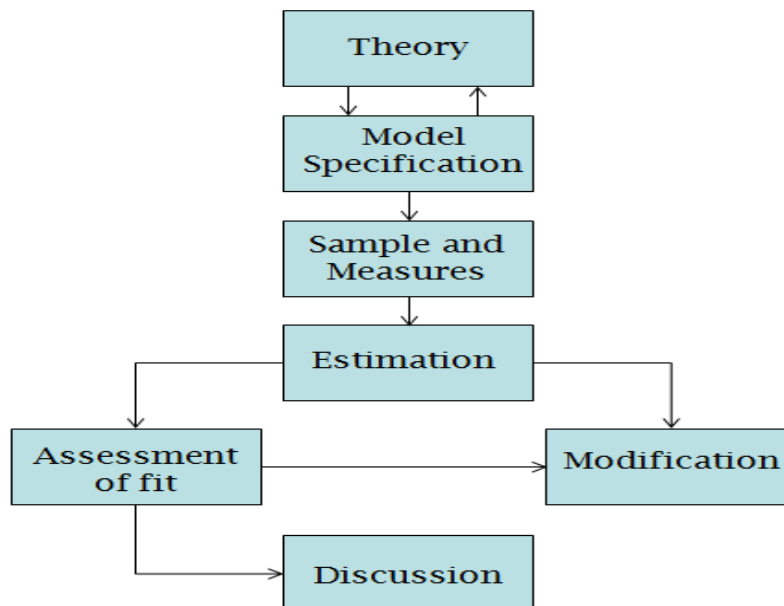 Theory
Model
Specification
Sample and
Measures
Estimation
Assessment
of fit
Modification
Discussion